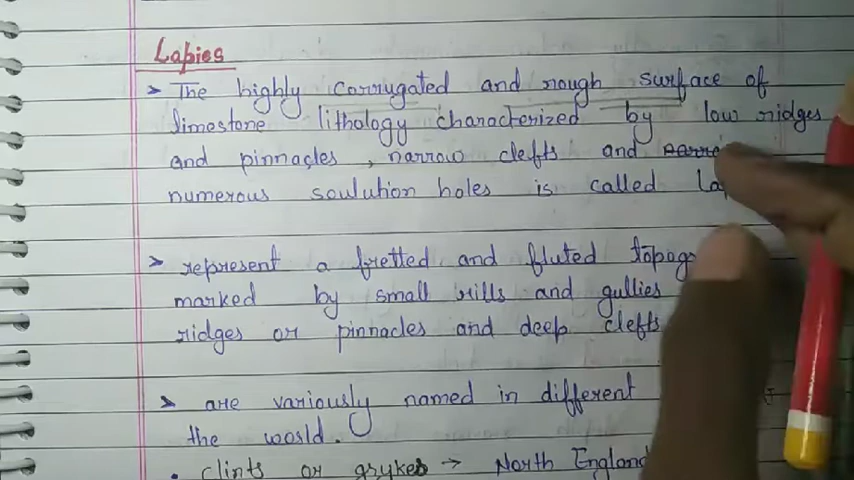 Lapies
➤ The highly corrugated and rough surface of
limestone lithology characterized by low ridges
and pinnacles, narrow clefts and
numerous soulution holes is called
➤ represent a fretted and fluted
marked by small rills and gullies
ridges or pinnacles and deep clefts
➤ are variously named in different
the world.
• clints or grykes → North England